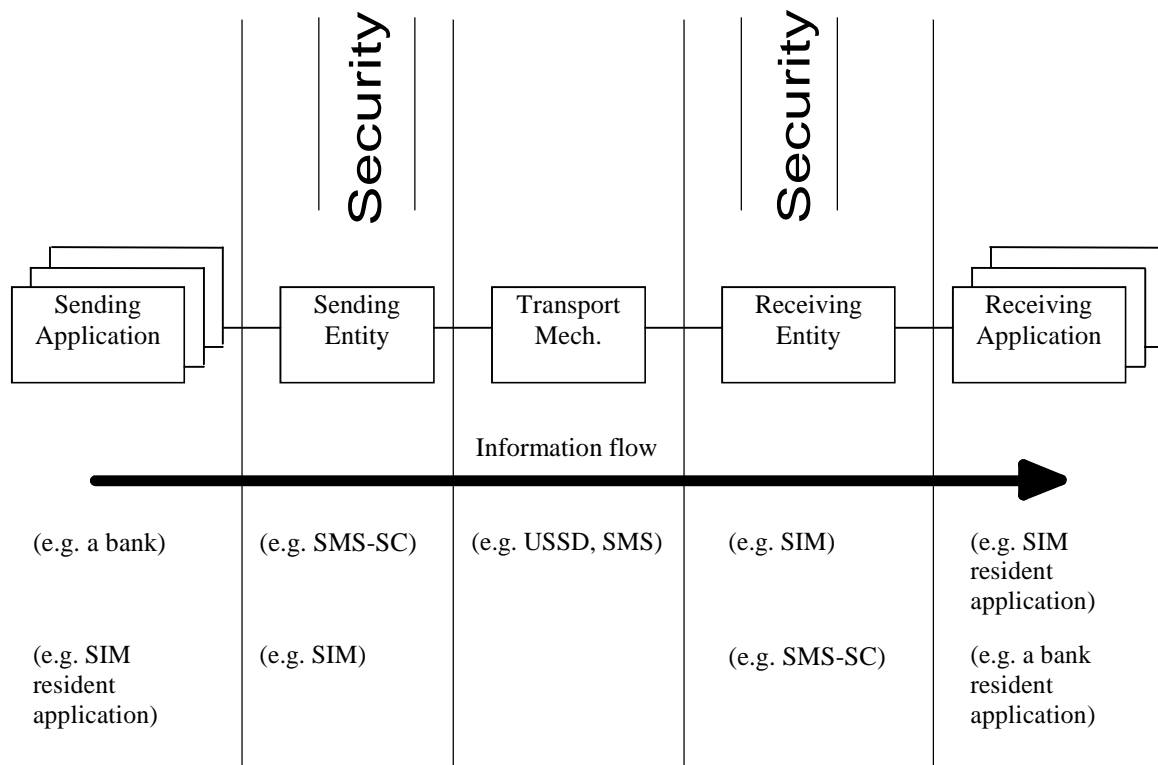 Security
Security
Sending
Application
Sending
Entity
Transport
Mech.
Receiving
Entity
Receiving
Application
Information flow
(e.g. a bank)
(e.g. SMS-SC)
(e.g. USSD, SMS)
(e.g. SIM)
(e.g. SIM
resident
application)
(e.g. SIM
resident
application)
(e.g. SIM)
(e.g. SMS-SC)
(e.g. a bank
resident
application)